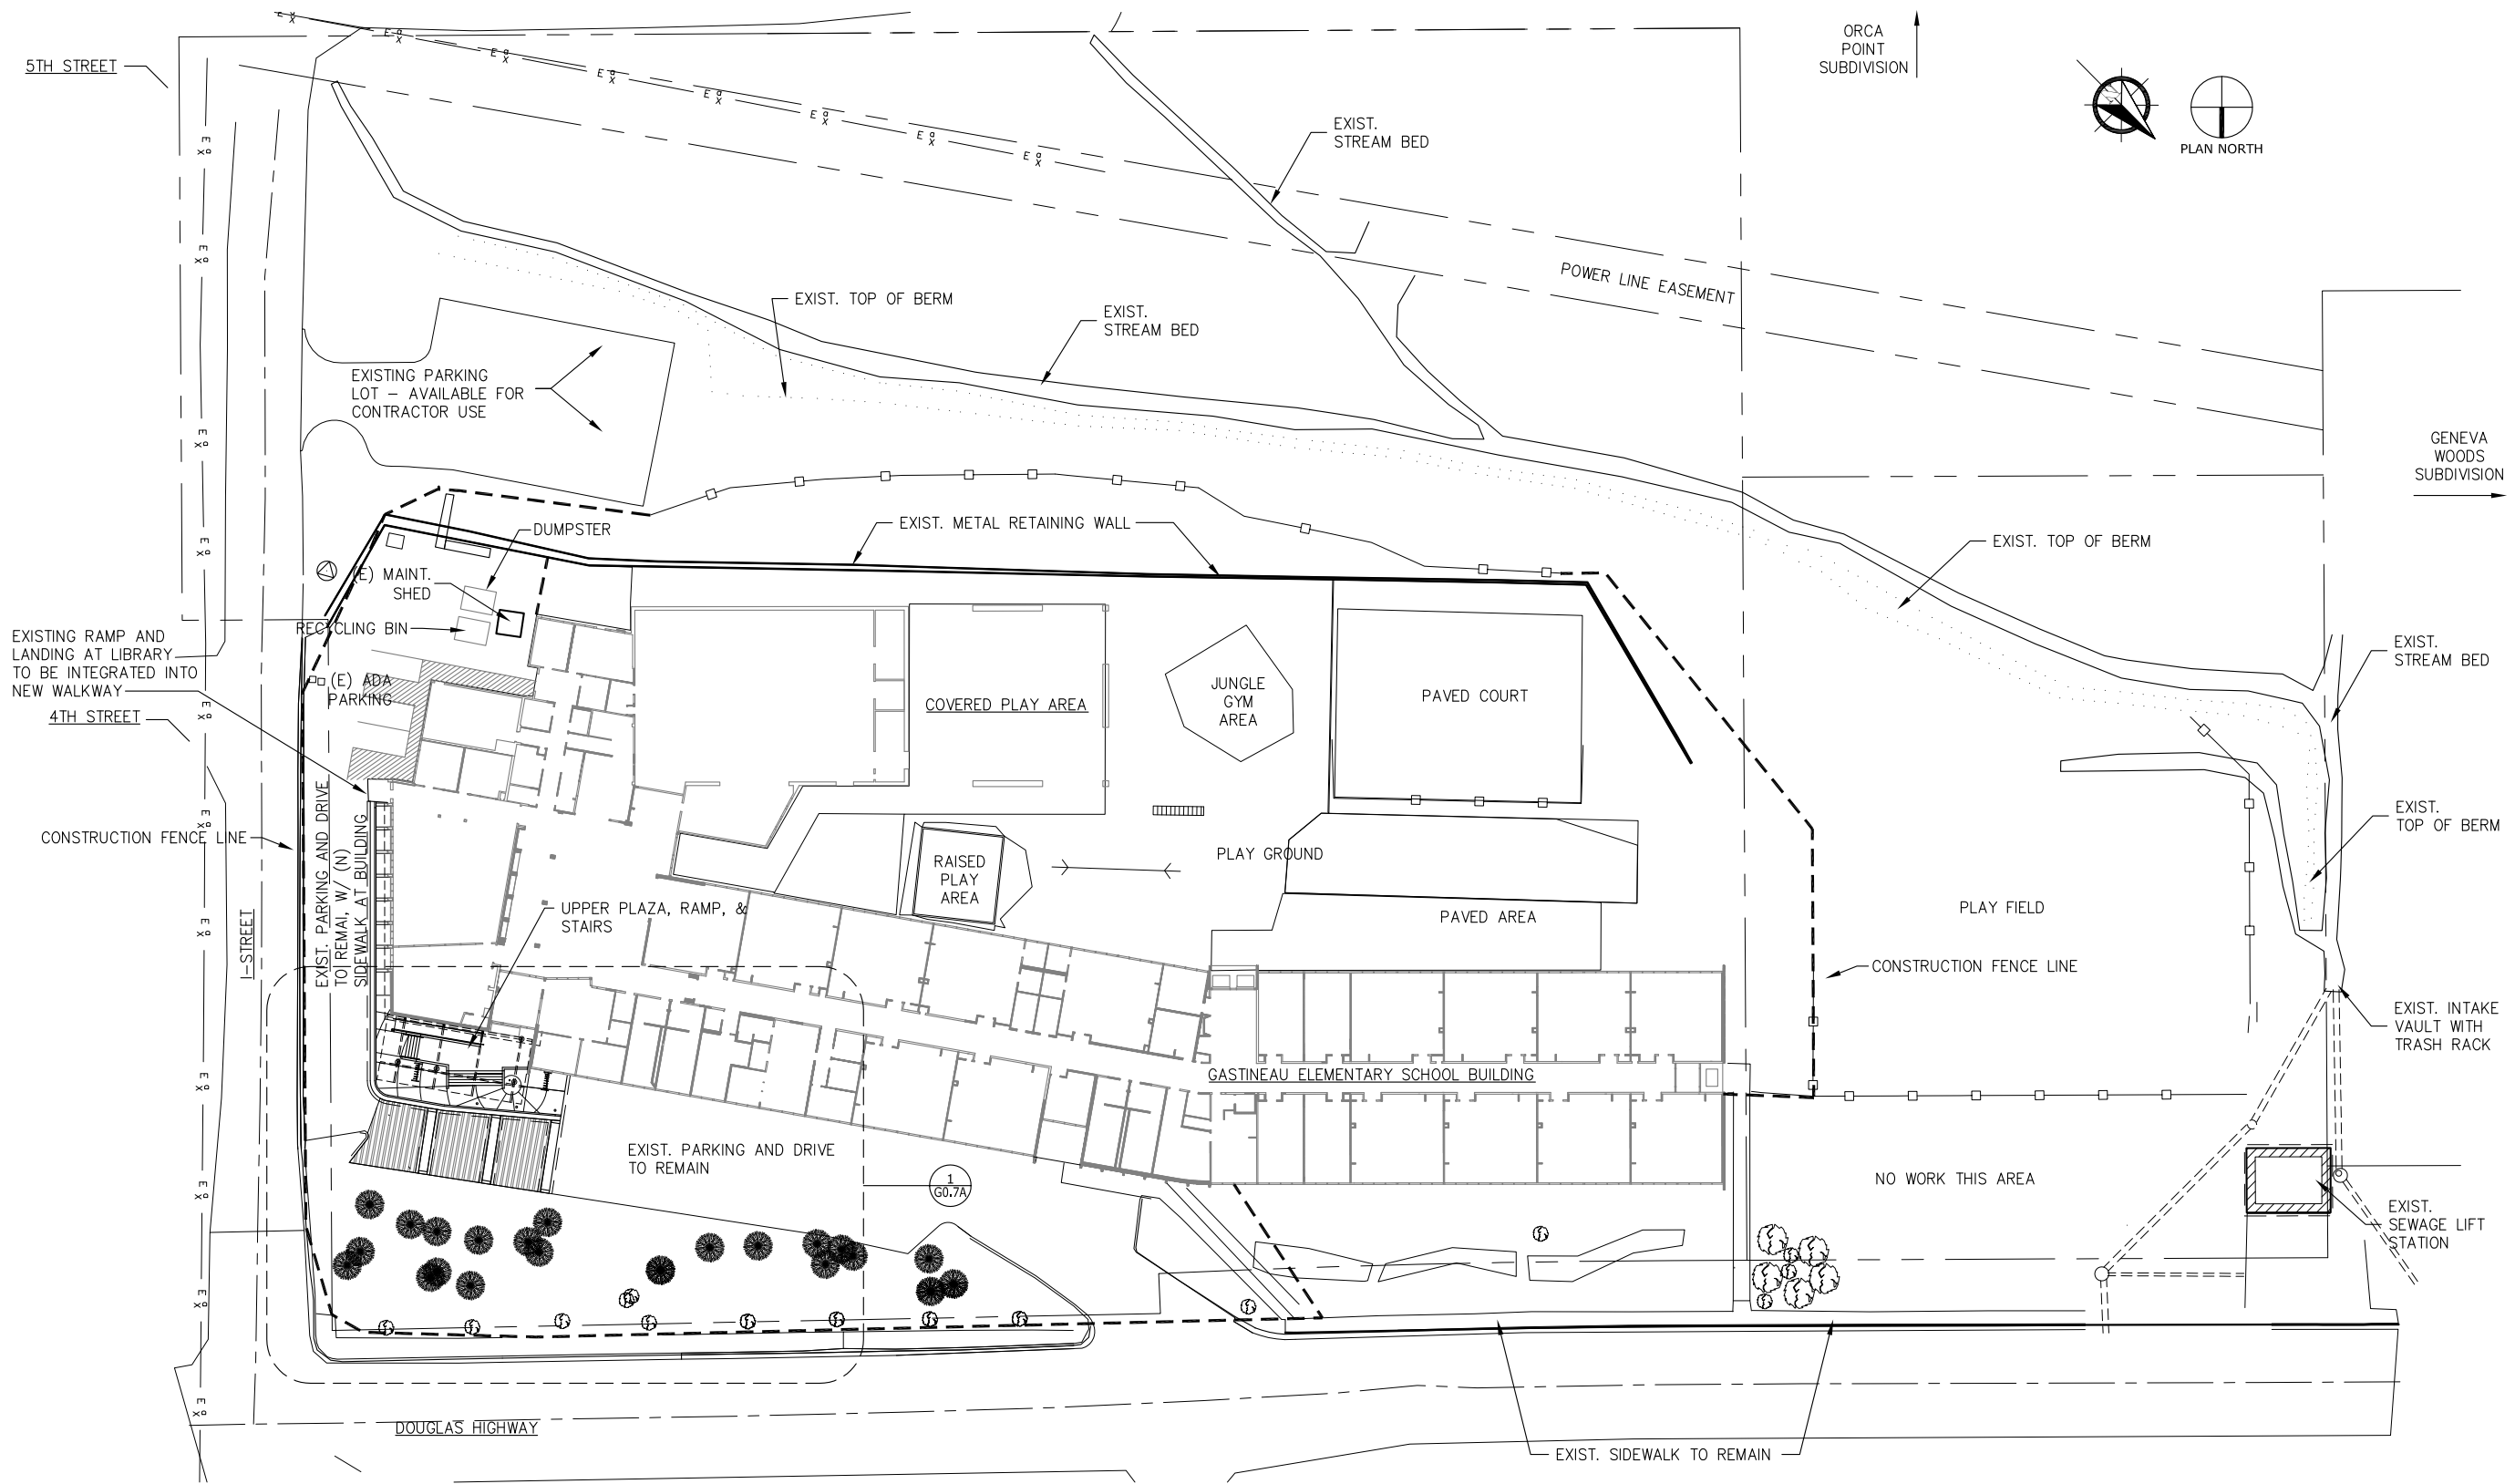 5TH STREET
ORCA
POINT
SUBDIVISION
PLAN NORTH
EXIST.
STREAM BED
POWER LINE EASEMENT
EXIST. TOP OF BERM
EXIST.
STREAM BED
EXISTING PARKING
LOT – AVAILABLE FOR
CONTRACTOR USE
GENEVA
WOODS
SUBDIVISION
DUMPSTER
EXIST. METAL RETAINING WALL
EXIST. TOP OF BERM
(E) MAINT.
SHED
RECYCLING BIN
EXISTING RAMP AND
LANDING AT LIBRARY
TO BE INTEGRATED INTO
NEW WALKWAY
(E) ADA
PARKING
4TH STREET
COVERED PLAY AREA
JUNGLE
GYM
AREA
PAVED COURT
EXIST.
STREAM BED
EXIST.
TOP OF BERM
CONSTRUCTION FENCE LINE
EXIST. PARKING AND DRIVE
TO REMAI, W/ (N)
SIDEWALK AT BUILDING
RAISED
PLAY
AREA
PLAY GROUND
UPPER PLAZA, RAMP, &
STAIRS
PAVED AREA
PLAY FIELD
I-STREET
CONSTRUCTION FENCE LINE
EXIST. INTAKE
VAULT WITH
TRASH RACK
GASTINEAU ELEMENTARY SCHOOL BUILDING
EXIST. PARKING AND DRIVE
TO REMAIN
1
G0.7A
NO WORK THIS AREA
EXIST.
SEWAGE LIFT
STATION
DOUGLAS HIGHWAY
EXIST. SIDEWALK TO REMAIN